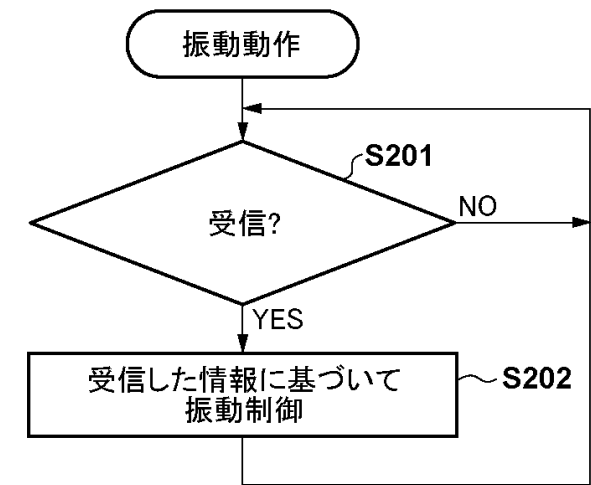 振動動作
S201
受信?
NO
YES
受信した情報に基づいて
振動制御
S202